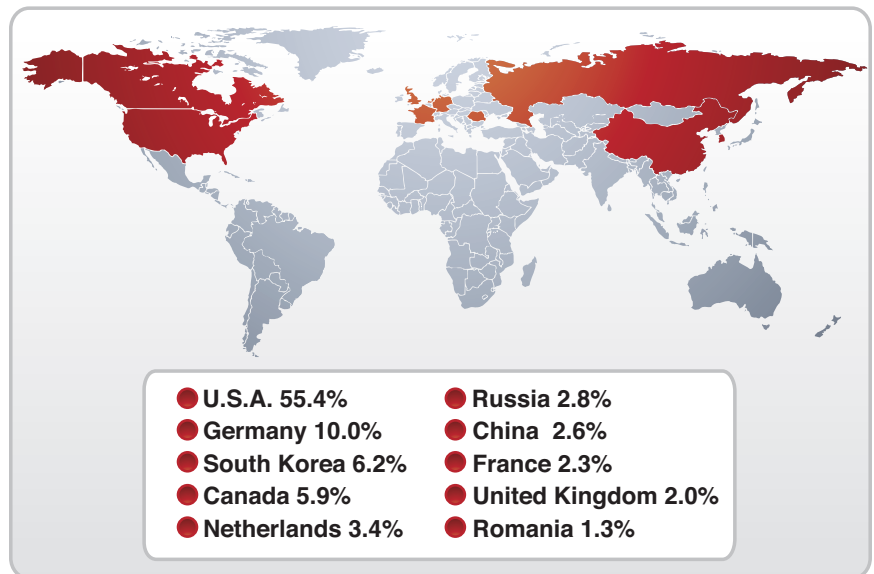 U.S.A. 55.4%
Germany 10.0%
South Korea 6.2%
Canada 5.9%
Netherlands 3.4%
Russia 2.8%
China 2.6%
France 2.3%
United Kingdom 2.0%
Romania 1.3%